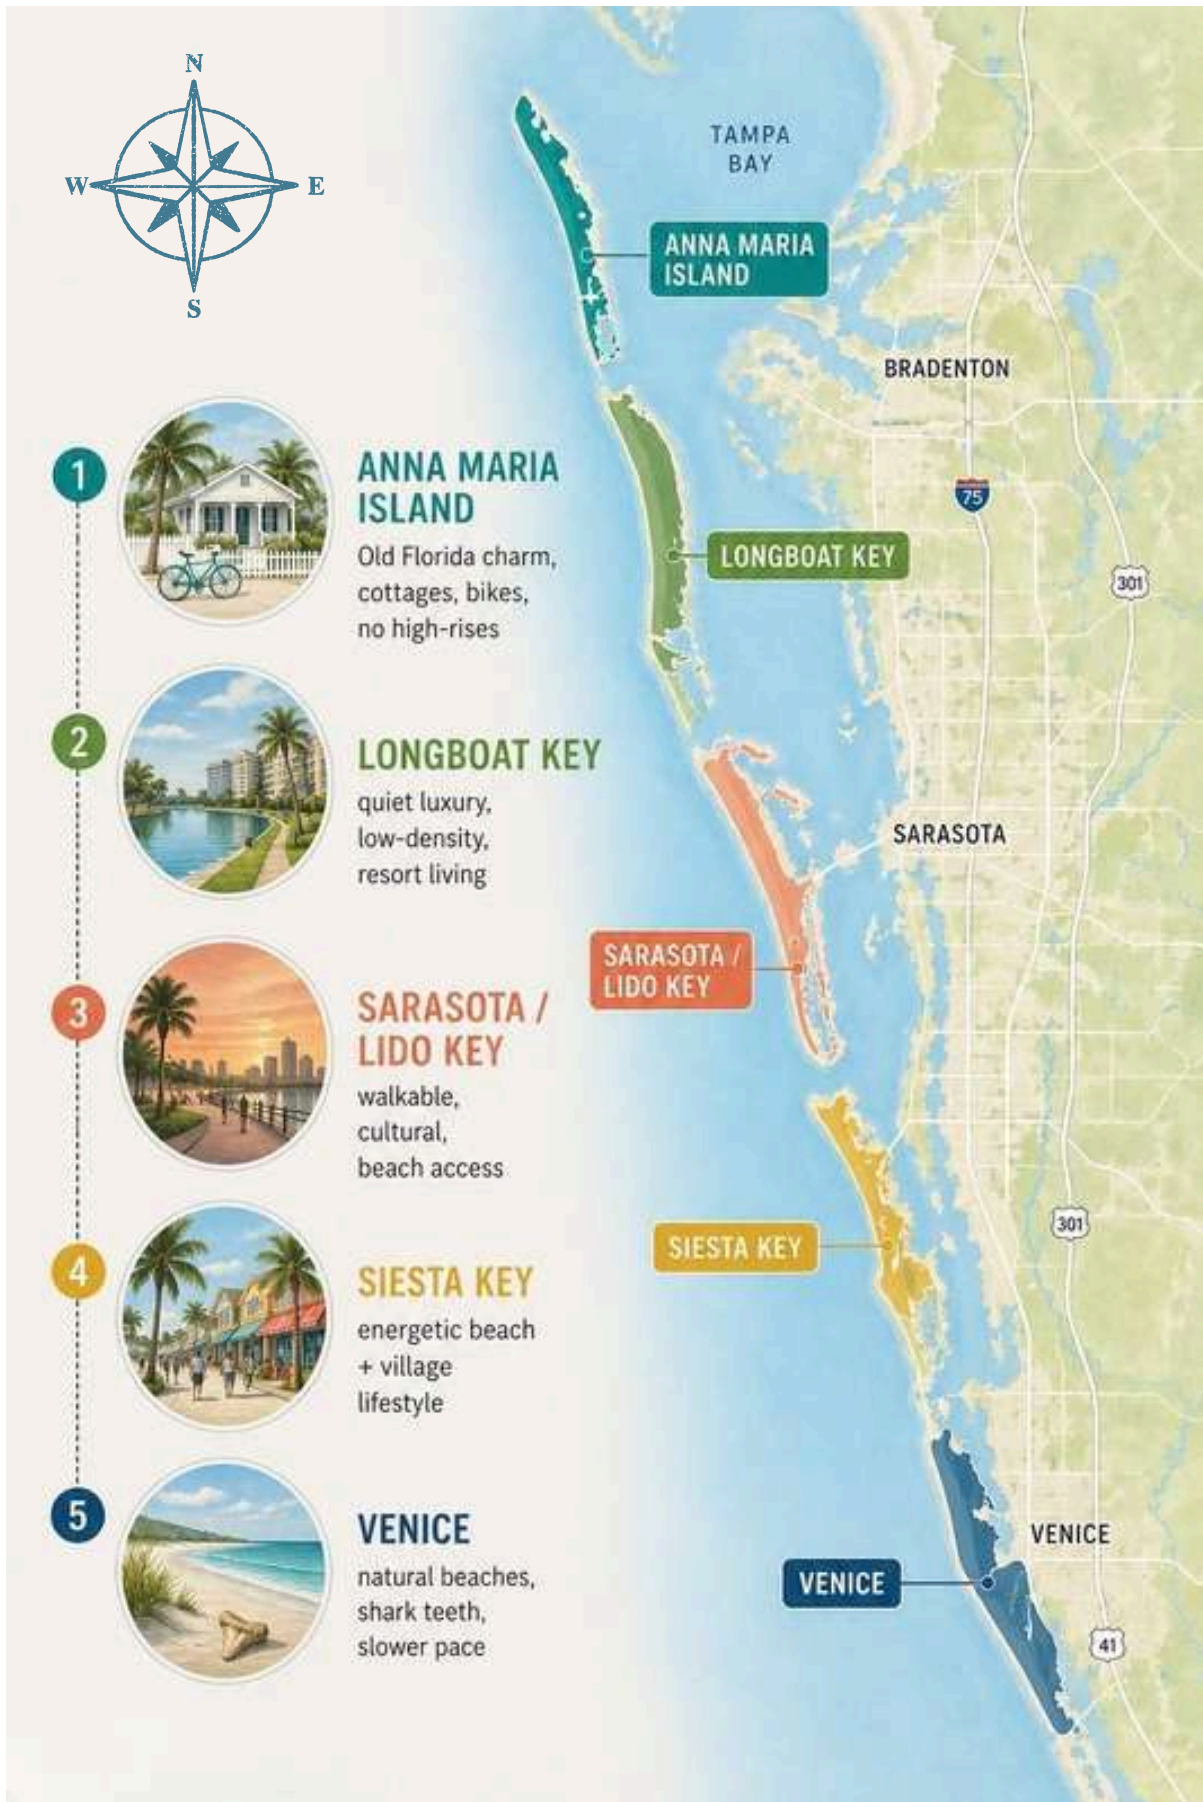 N
W
E
S
TAMPA
BAY
ANNA MARIA
ISLAND
BRADENTON
75
LONGBOAT KEY
301
SARASOTA
SARASOTA /
LIDO KEY
301
SIESTA KEY
VENICE
VENICE
41
1
ANNA MARIA
ISLAND
Old Florida charm,
cottages, bikes,
no high-rises
2
LONGBOAT KEY
quiet luxury,
low-density,
resort living
3
SARASOTA /
LIDO KEY
walkable,
cultural,
beach access
4
SIESTA KEY
energetic beach
+ village
lifestyle
5
VENICE
natural beaches,
shark teeth,
slower pace